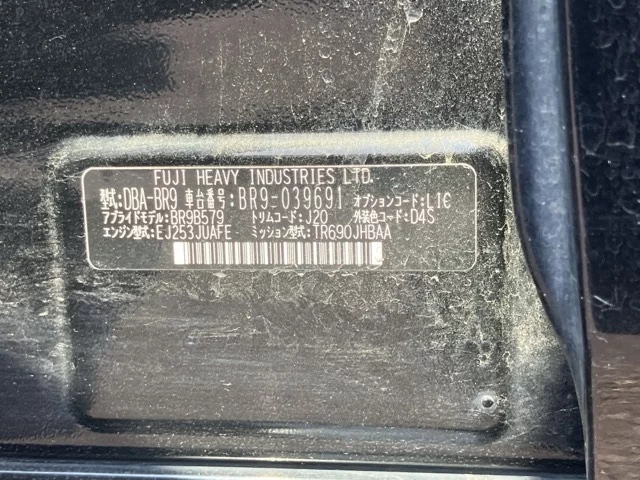 FUJI HEAVY INDUSTRIES LTD.
型式:DBA-BR9 車台番号:BR9-039691 オプションコード:L1C
アプライドモデル:BR9B579 トリムコード:J20 外装色コード:D4S
エンジン型式:EJ253JUAFE ミッション型式:TR690JHBAA